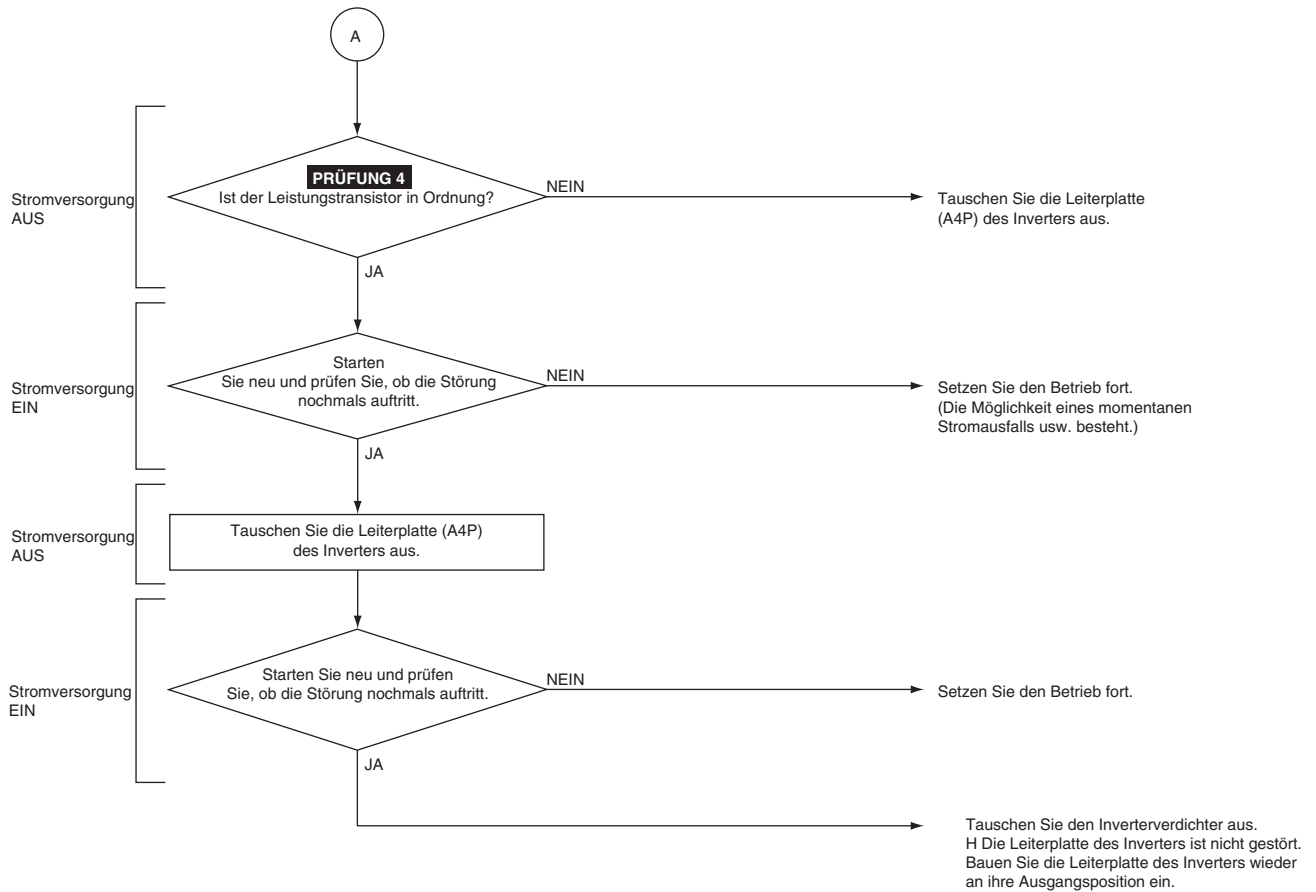 A
Stromversorgung
AUS
PRÜFUNG 4
Ist der Leistungstransistor in Ordnung?
NEIN
Tauschen Sie die Leiterplatte
(A4P) des Inverters aus.
JA
Stromversorgung
EIN
Starten
Sie neu und prüfen Sie, ob die Störung
nochmals auftritt.
NEIN
Setzen Sie den Betrieb fort.
(Die Möglichkeit eines momentanen
Stromausfalls usw. besteht.)
JA
Stromversorgung
AUS
Tauschen Sie die Leiterplatte (A4P)
des Inverters aus.
Stromversorgung
EIN
Starten Sie neu und prüfen
Sie, ob die Störung nochmals auftritt.
NEIN
Setzen Sie den Betrieb fort.
JA
Tauschen Sie den Inverterverdichter aus.
H Die Leiterplatte des Inverters ist nicht gestört.
Bauen Sie die Leiterplatte des Inverters wieder
an ihre Ausgangsposition ein.